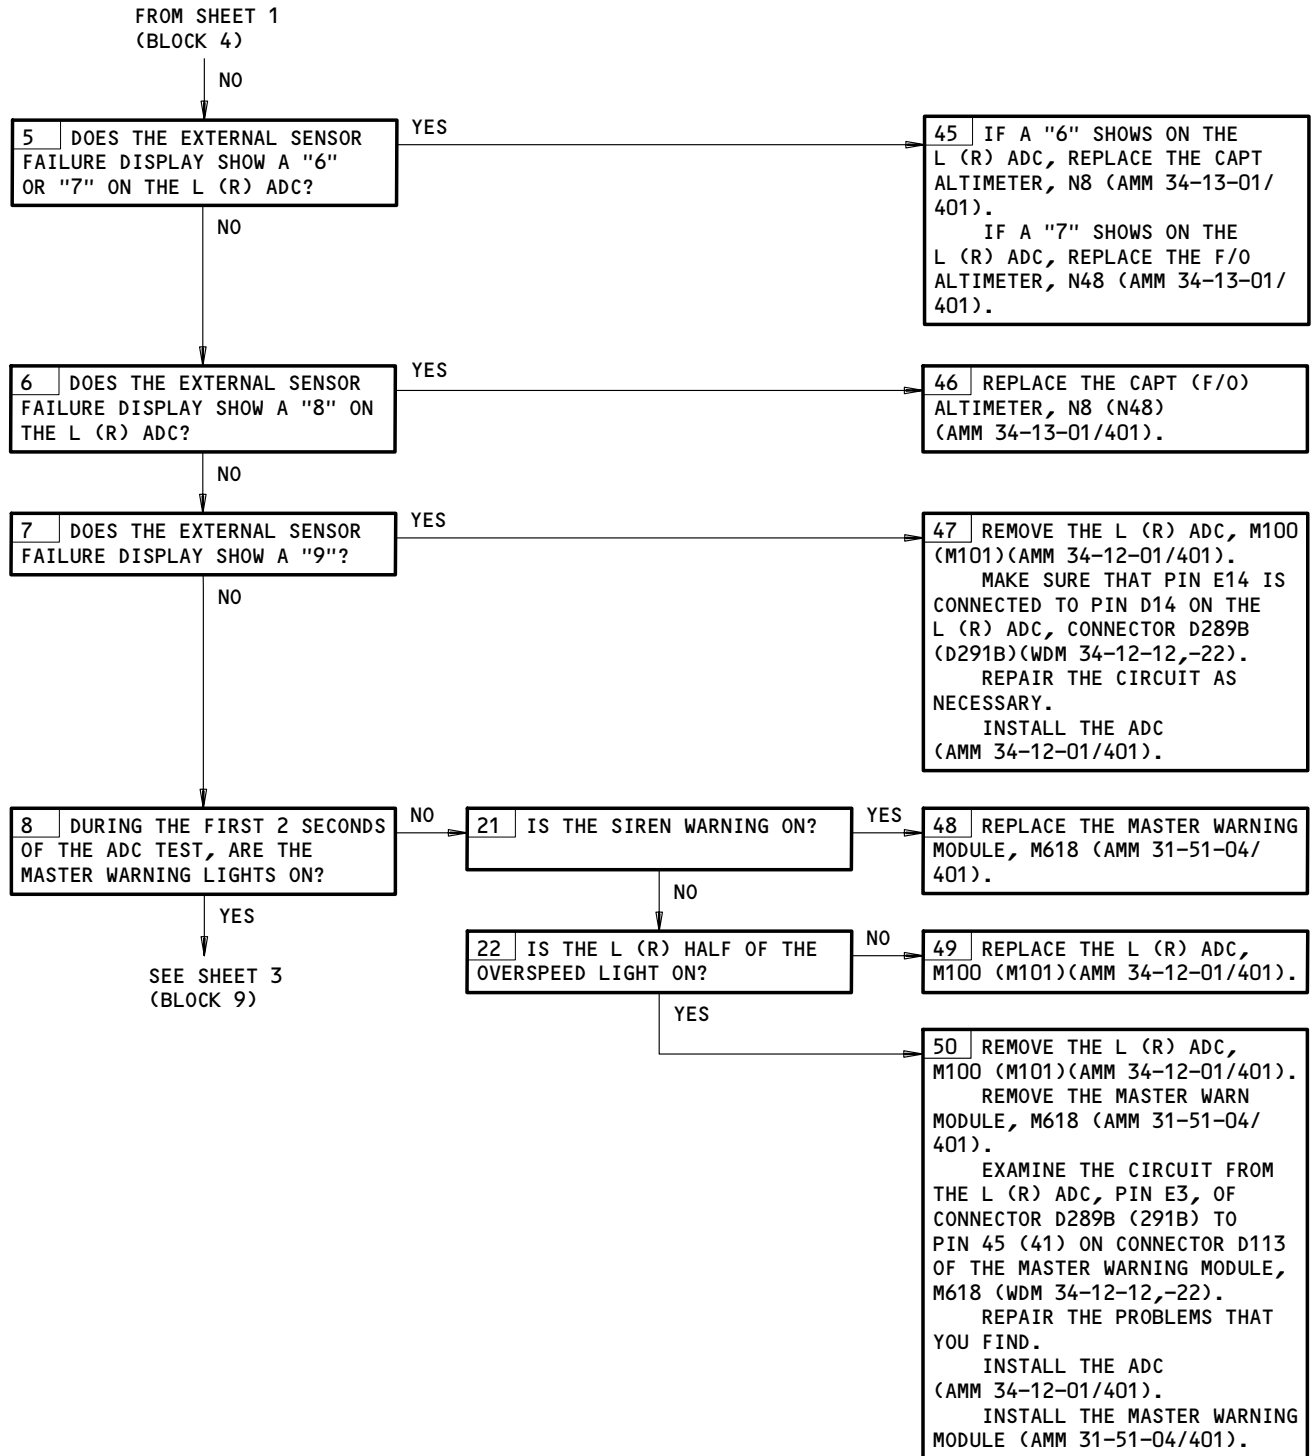 FROM SHEET 1
(BLOCK 4)
NO
5 DOES THE EXTERNAL SENSOR
FAILURE DISPLAY SHOW A "6"
OR "7" ON THE L (R) ADC?
YES
45 IF A "6" SHOWS ON THE
L (R) ADC, REPLACE THE CAPT
ALTIMETER, N8 (AMM 34-13-01/
401).
IF A "7" SHOWS ON THE
L (R) ADC, REPLACE THE F/O
ALTIMETER, N48 (AMM 34-13-01/
401).
NO
6 DOES THE EXTERNAL SENSOR
FAILURE DISPLAY SHOW A "8" ON
THE L (R) ADC?
YES
46 REPLACE THE CAPT (F/O)
ALTIMETER, N8 (N48)
(AMM 34-13-01/401).
NO
7 DOES THE EXTERNAL SENSOR
FAILURE DISPLAY SHOW A "9"?
YES
47 REMOVE THE L (R) ADC, M100
(M101)(AMM 34-12-01/401).
MAKE SURE THAT PIN E14 IS
CONNECTED TO PIN D14 ON THE
L (R) ADC, CONNECTOR D289B
(D291B)(WDM 34-12-12,-22).
REPAIR THE CIRCUIT AS
NECESSARY.
INSTALL THE ADC
(AMM 34-12-01/401).
NO
8 DURING THE FIRST 2 SECONDS
OF THE ADC TEST, ARE THE
MASTER WARNING LIGHTS ON?
NO
21 IS THE SIREN WARNING ON?
YES
48 REPLACE THE MASTER WARNING
MODULE, M618 (AMM 31-51-04/
401).
YES
SEE SHEET 3
(BLOCK 9)
NO
22 IS THE L (R) HALF OF THE
OVERSPEED LIGHT ON?
NO
49 REPLACE THE L (R) ADC,
M100 (M101)(AMM 34-12-01/401).
YES
50 REMOVE THE L (R) ADC,
M100 (M101)(AMM 34-12-01/401).
REMOVE THE MASTER WARN
MODULE, M618 (AMM 31-51-04/
401).
EXAMINE THE CIRCUIT FROM
THE L (R) ADC, PIN E3, OF
CONNECTOR D289B (291B) TO
PIN 45 (41) ON CONNECTOR D113
OF THE MASTER WARNING MODULE,
M618 (WDM 34-12-12,-22).
REPAIR THE PROBLEMS THAT
YOU FIND.
INSTALL THE ADC
(AMM 34-12-01/401).
INSTALL THE MASTER WARNING
MODULE (AMM 31-51-04/401).